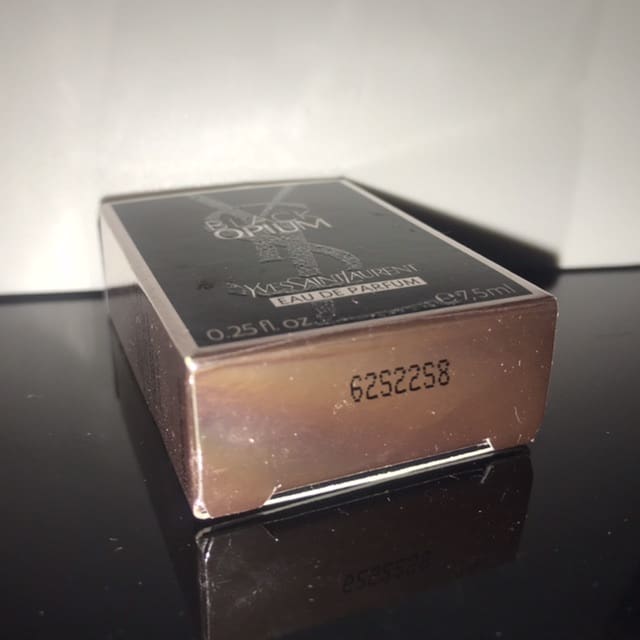 BLACK
OPIUM
YVESSAINTLAURENT
EAU DE PARFUM
0.25 fl. oz. ℮ 7.5ml
6252258